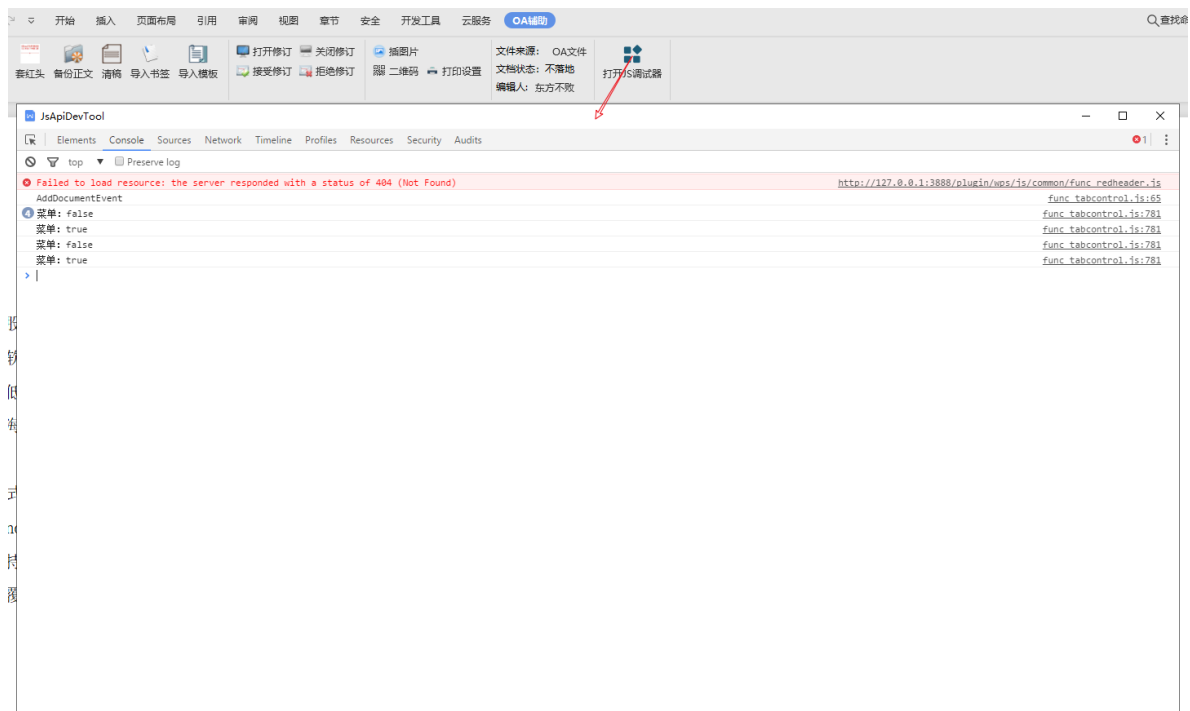 开始 插入 页面布局 引用 审阅 视图 章节 安全 开发工具 云服务 OA辅助 查找命
套红头 备份正文 清稿 导入书签 导入模板
打开修订 关闭修订 插图片
接受修订 拒绝修订 二维码 打印设置
文件来源: OA文件
文档状态: 不落地
编辑人: 东方不败
打开JS调试器
JsApiDevTool
Elements Console Sources Network Timeline Profiles Resources Security Audits 1
top Preserve log
Failed to load resource: the server responded with a status of 404 (Not Found) http://127.0.0.1:3888/plugin/wps/js/common/func_redheader.js
AddDocumentEvent func_tabcontrol.js:65
4 菜单: false func_tabcontrol.js:781
菜单: true func_tabcontrol.js:781
菜单: false func_tabcontrol.js:781
菜单: true func_tabcontrol.js:781
>